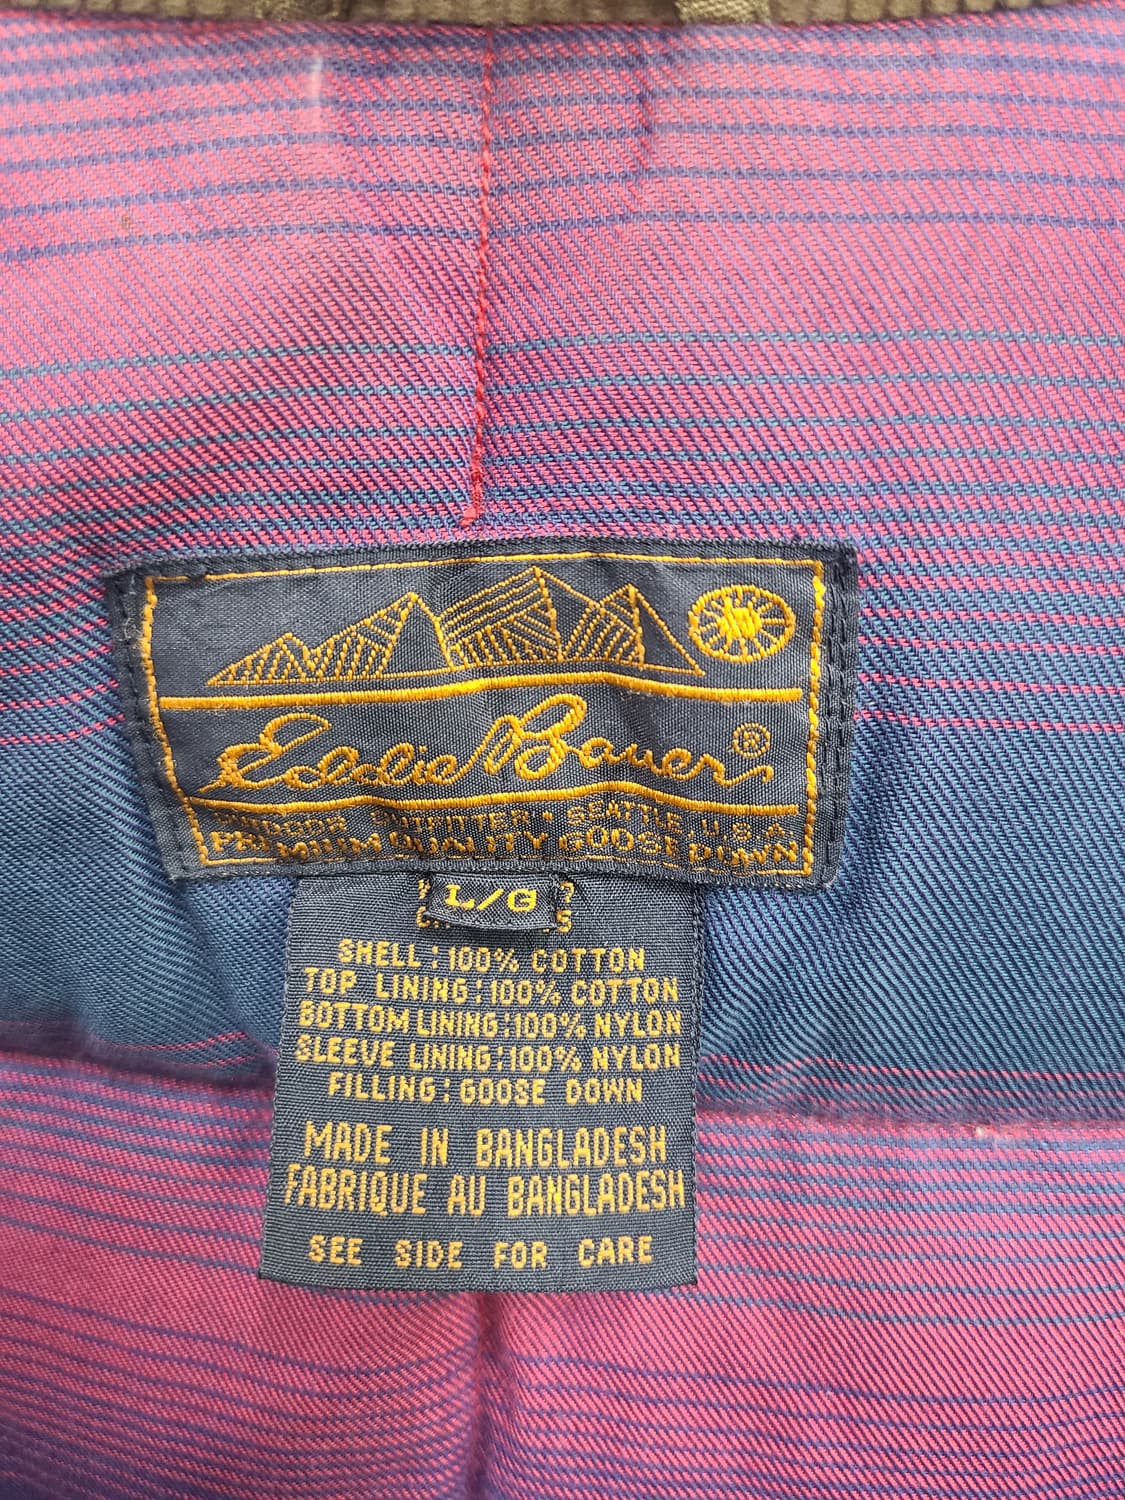 Eddie Bauer®
OUTDOOR OUTFITTER • SEATTLE, U.S.A.
PREMIUM QUALITY GOOSE DOWN
L/G
SHELL : 100% COTTON
TOP LINING : 100% COTTON
BOTTOM LINING : 100% NYLON
SLEEVE LINING : 100% NYLON
FILLING : GOOSE DOWN
MADE IN BANGLADESH
FABRIQUE AU BANGLADESH
SEE SIDE FOR CARE